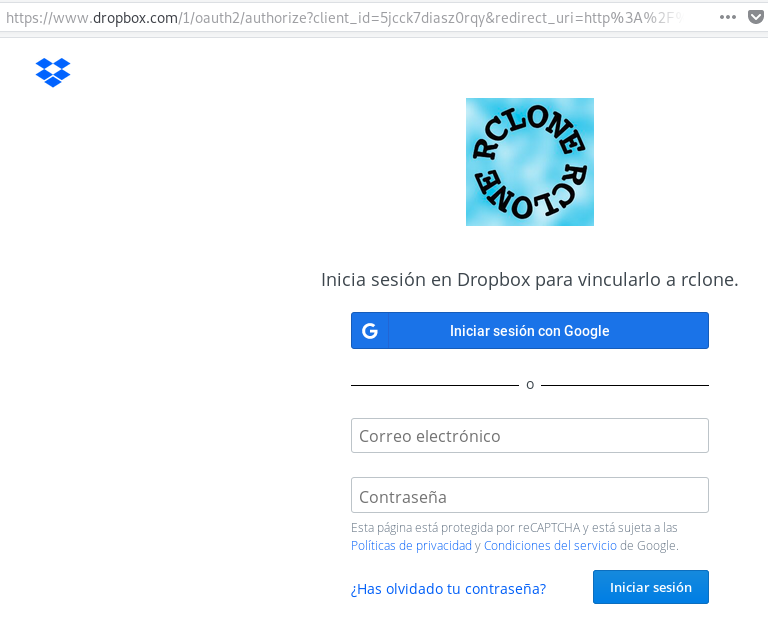 https://www.dropbox.com/1/oauth2/authorize?client_id=5jcck7diasz0rqy&redirect_uri=http%3A%2F9
RCLONE RCLONE
Inicia sesión en Dropbox para vincularlo a rclone.
G Iniciar sesión con Google
o
Correo electrónico
Contraseña
Esta página está protegida por reCAPTCHA y está sujeta a las
Políticas de privacidad y Condiciones del servicio de Google.
¿Has olvidado tu contraseña?
Iniciar sesión